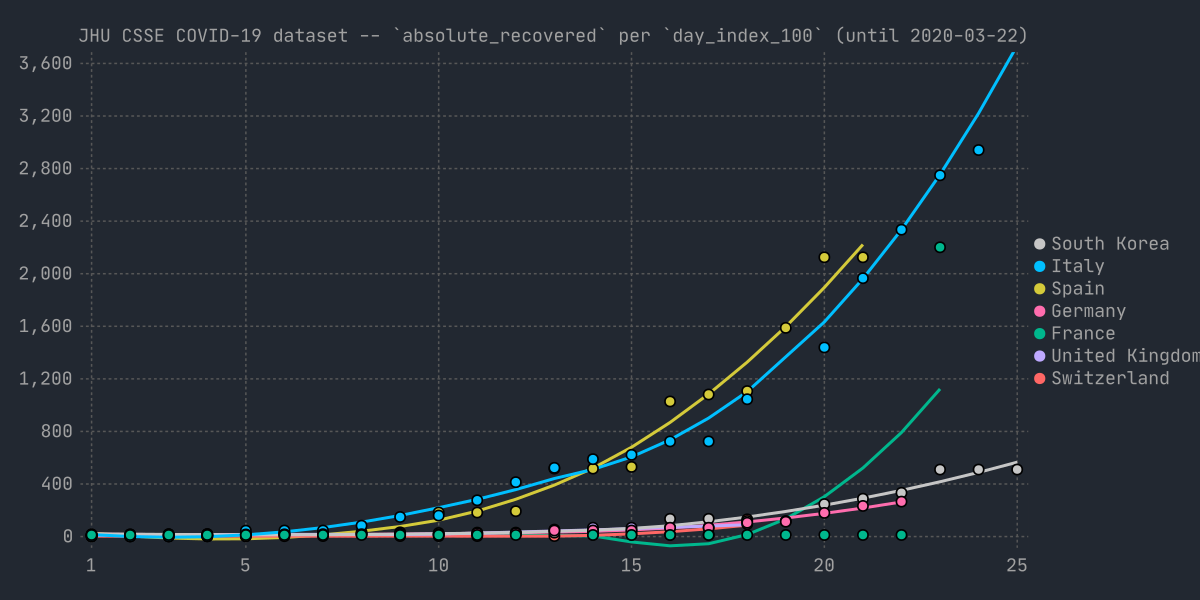 JHU CSSE COVID-19 dataset -- `absolute_recovered` per `day_index_100` (until 2020-03-22)
3,600
3,200
2,800
2,400
2,000
1,600
1,200
800
400
0
1 5 10 15 20 25
South Korea
Italy
Spain
Germany
France
United Kingdom
Switzerland